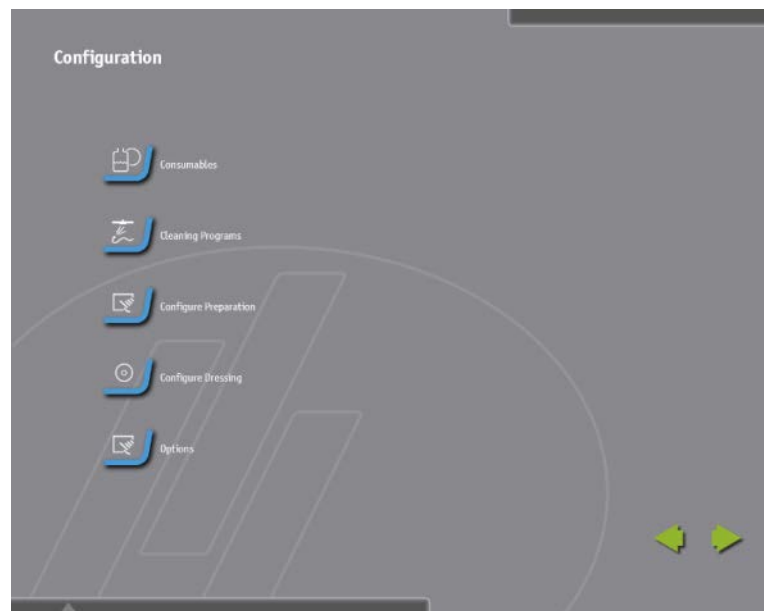 Configuration
Consumables
Cleaning Programs
Configure Preparation
Configure Dressing
Options